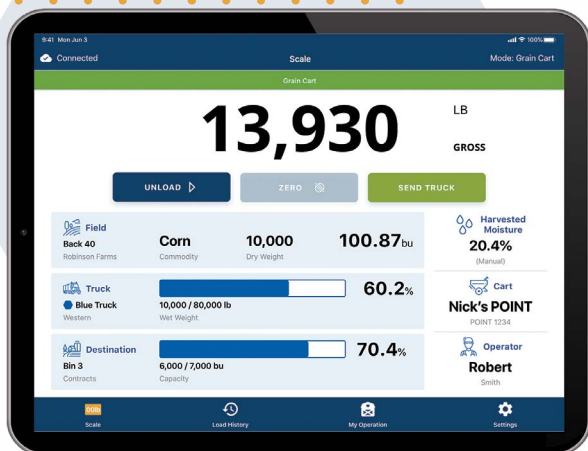 9:41 Mon Jun 3
100%
Connected
Scale
Mode: Grain Cart
Grain Cart
13,930
LB
GROSS
UNLOAD
ZERO
SEND TRUCK
Field
Back 40
Robinson Farms
Corn
Commodity
10,000
Dry Weight
100.87bu
Harvested
Moisture
20.4%
(Manual)
Truck
Blue Truck
Western
10,000 / 80,000 lb
Wet Weight
60.2%
Cart
Nick's POINT
POINT 1234
Destination
Bin 3
Contracts
6,000 / 7,000 bu
Capacity
70.4%
Operator
Robert
Smith
00lb
Scale
Load History
My Operation
Settings